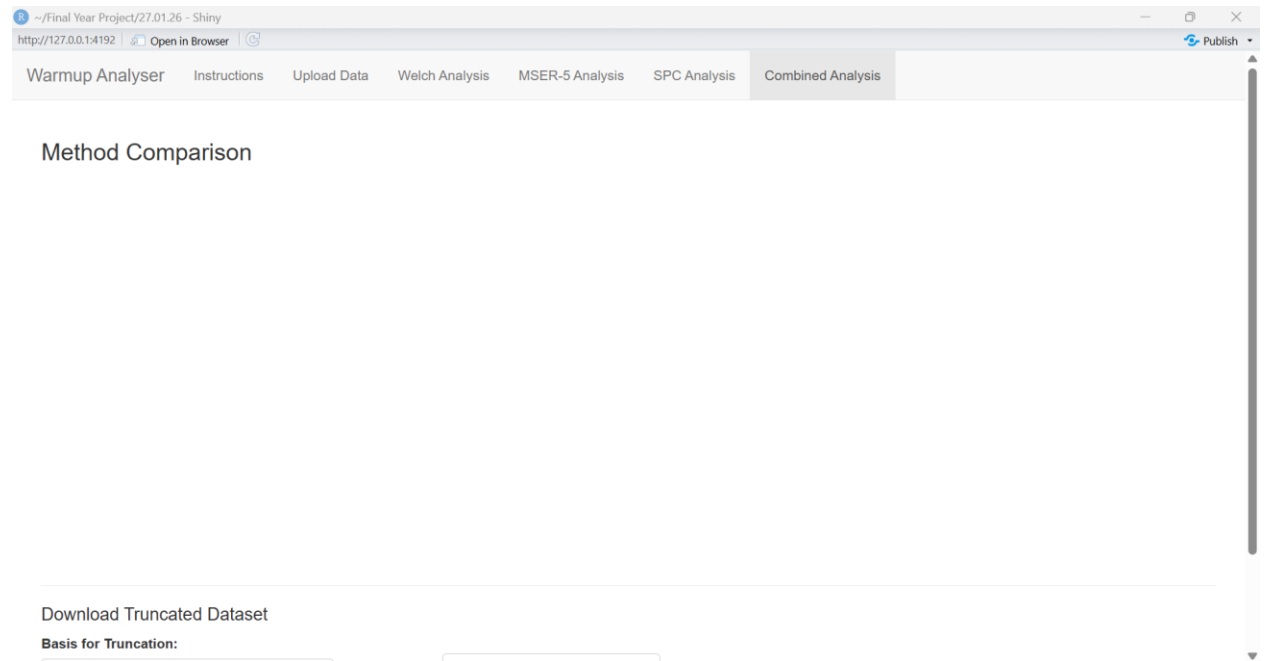 R ~/Final Year Project/27.01.26 - Shiny
http://127.0.0.1:4192 Open in Browser Publish
Warmup Analyser Instructions Upload Data Welch Analysis MSER-5 Analysis SPC Analysis Combined Analysis
Method Comparison
Download Truncated Dataset
Basis for Truncation: